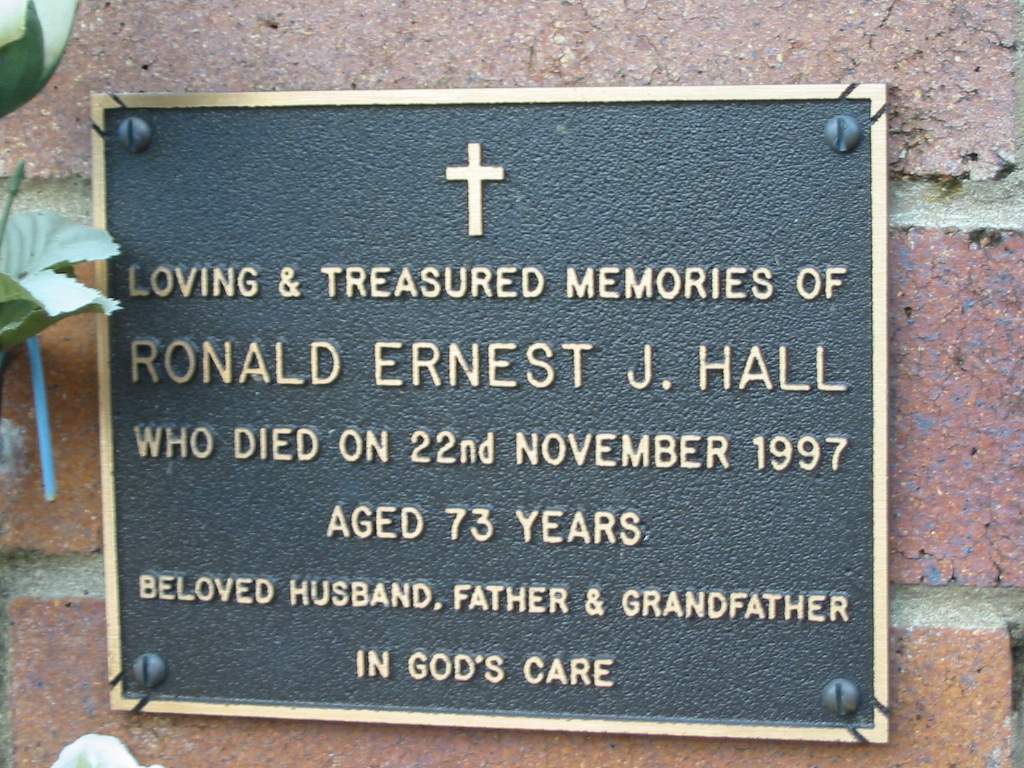 LOVING & TREASURED MEMORIES OF
RONALD ERNEST J. HALL
WHO DIED ON 22nd NOVEMBER 1997
AGED 73 YEARS
BELOVED HUSBAND, FATHER & GRANDFATHER
IN GOD'S CARE